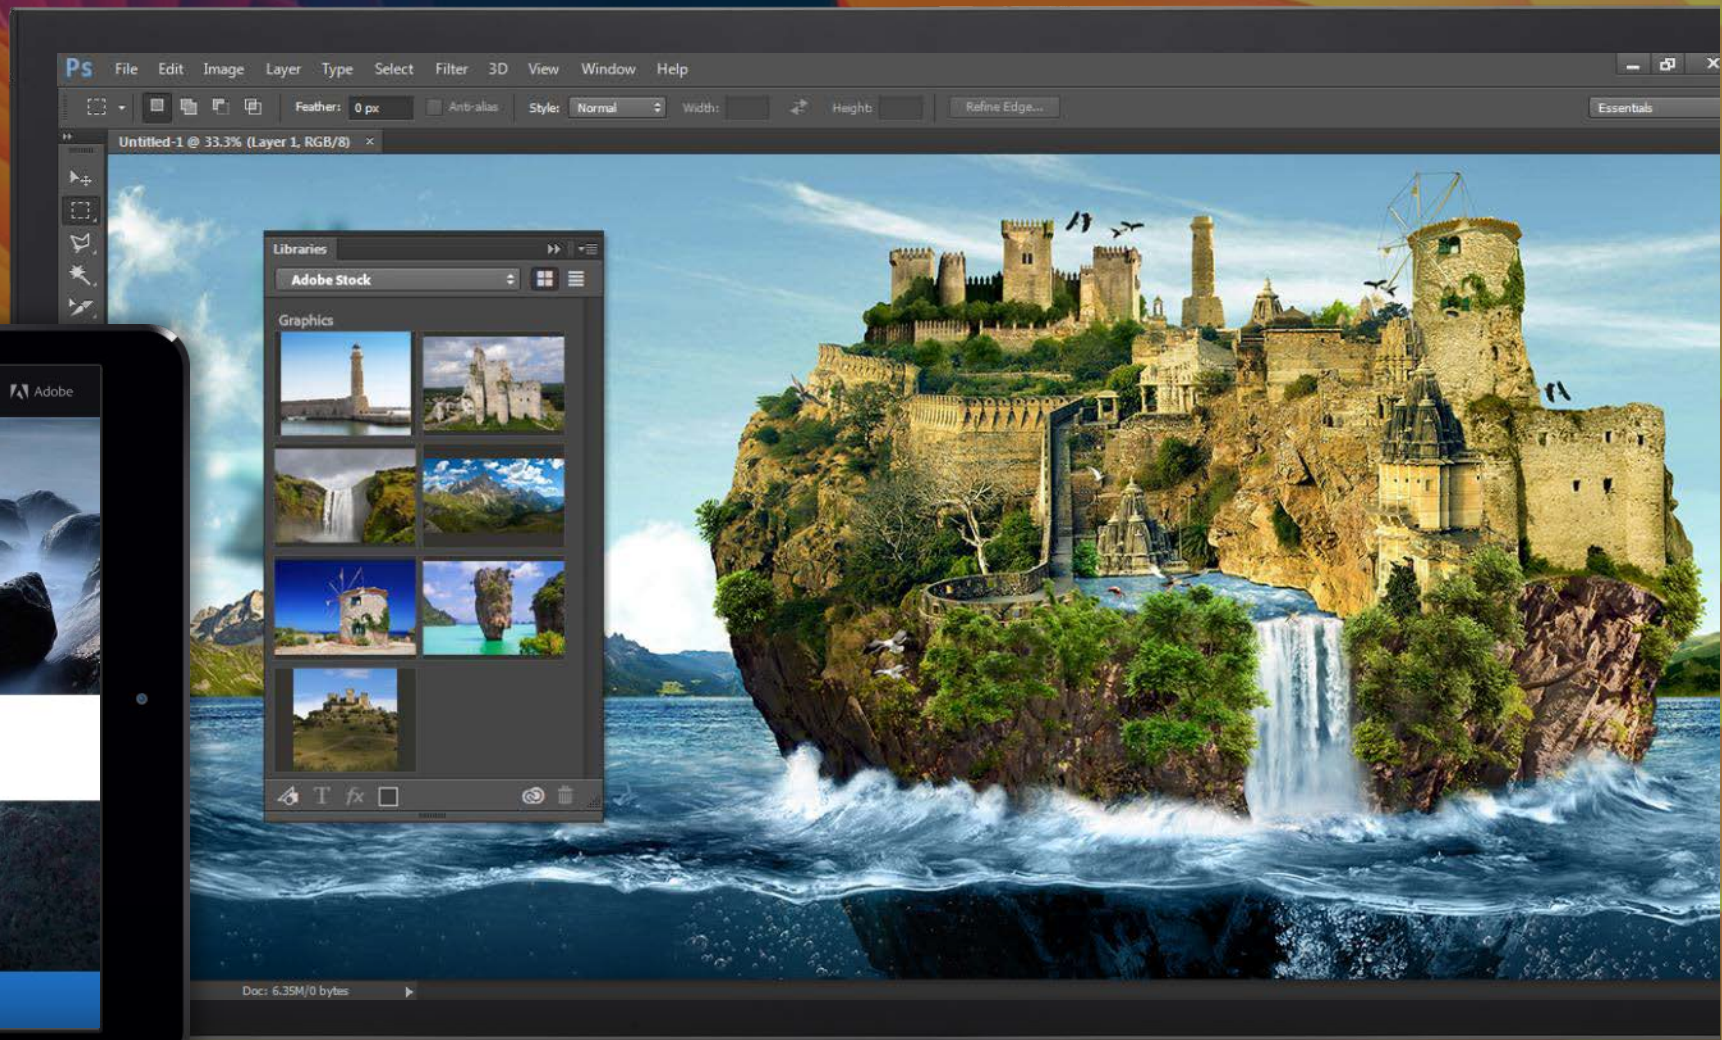 Ps File Edit Image Layer Type Select Filter 3D View Window Help
Feather: 0 px Anti-alias Style: Normal Width: Height: Refine Edge... Essentials
Untitled-1 @ 33.3% (Layer 1, RGB/8) ×
Libraries
Adobe Stock
Graphics
Adobe
T fx
Doc: 6.35M/0 bytes